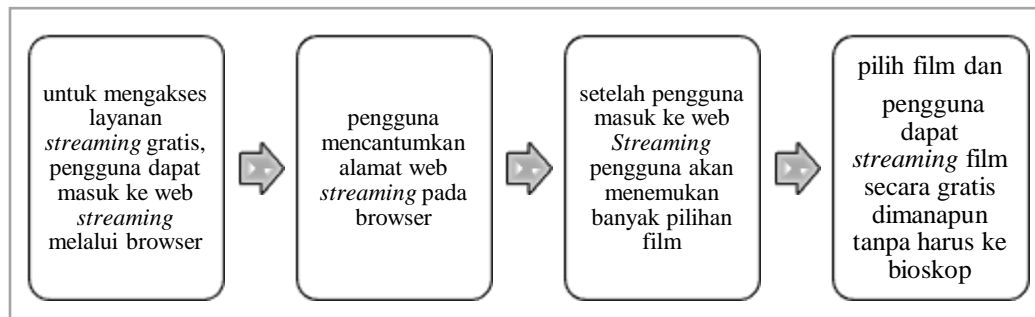 untuk mengakses
layanan
streaming gratis,
pengguna dapat
masuk ke web
streaming
melalui browser
pengguna
mencantumkan
alamat web
streaming pada
browser
setelah pengguna
masuk ke web
Streaming
pengguna akan
menemukan
banyak pilihan
film
pilih film dan
pengguna
dapat
streaming film
secara gratis
dimanapun
tanpa harus ke
bioskop